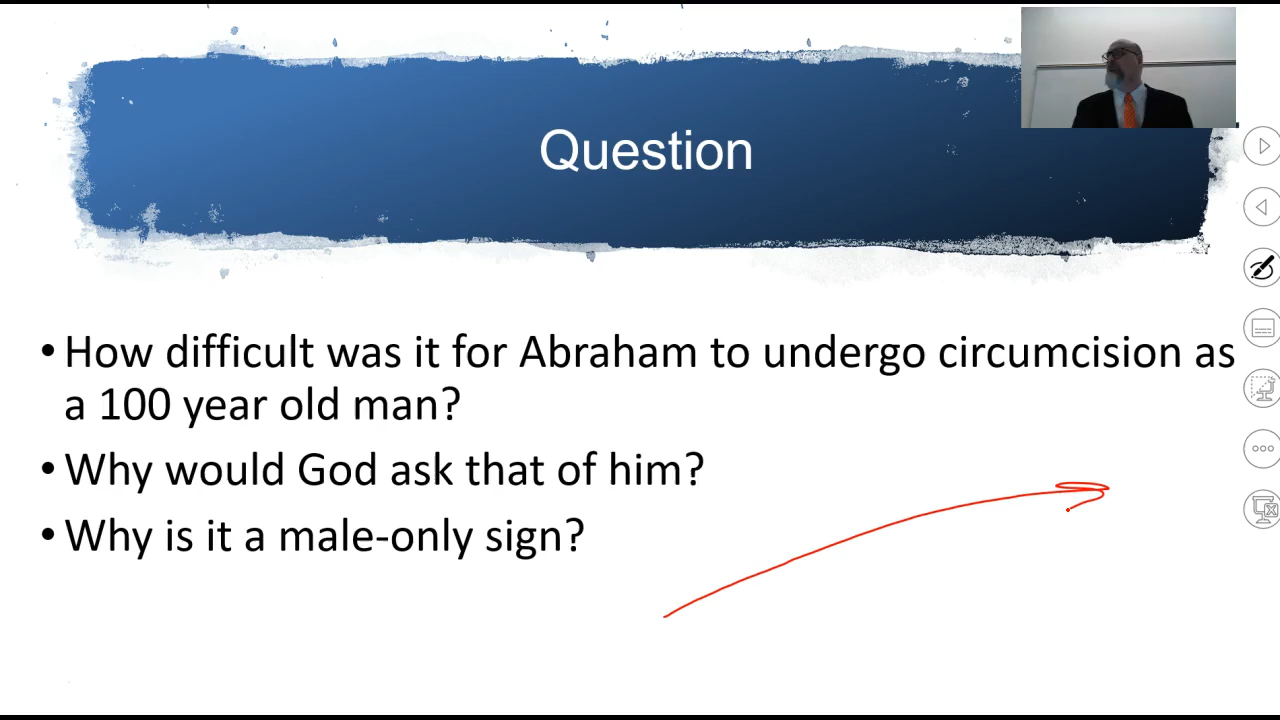 Question
• How difficult was it for Abraham to undergo circumcision as
a 100 year old man?
• Why would God ask that of him?
• Why is it a male-only sign?